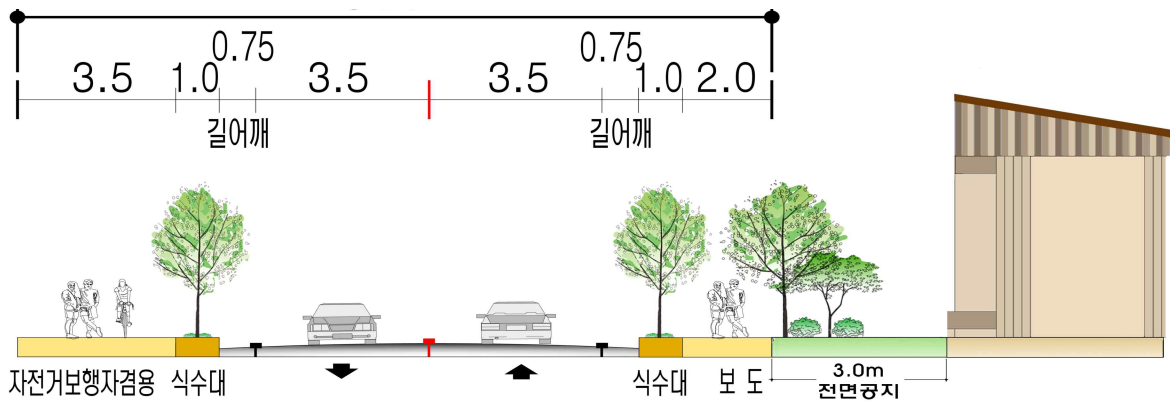 0.75 0.75
3.5 1.0 3.5 3.5 1.0 2.0
길어깨 길어깨
자전거보행자겸용 식수대 식수대 보 도
3.0m
전면공지